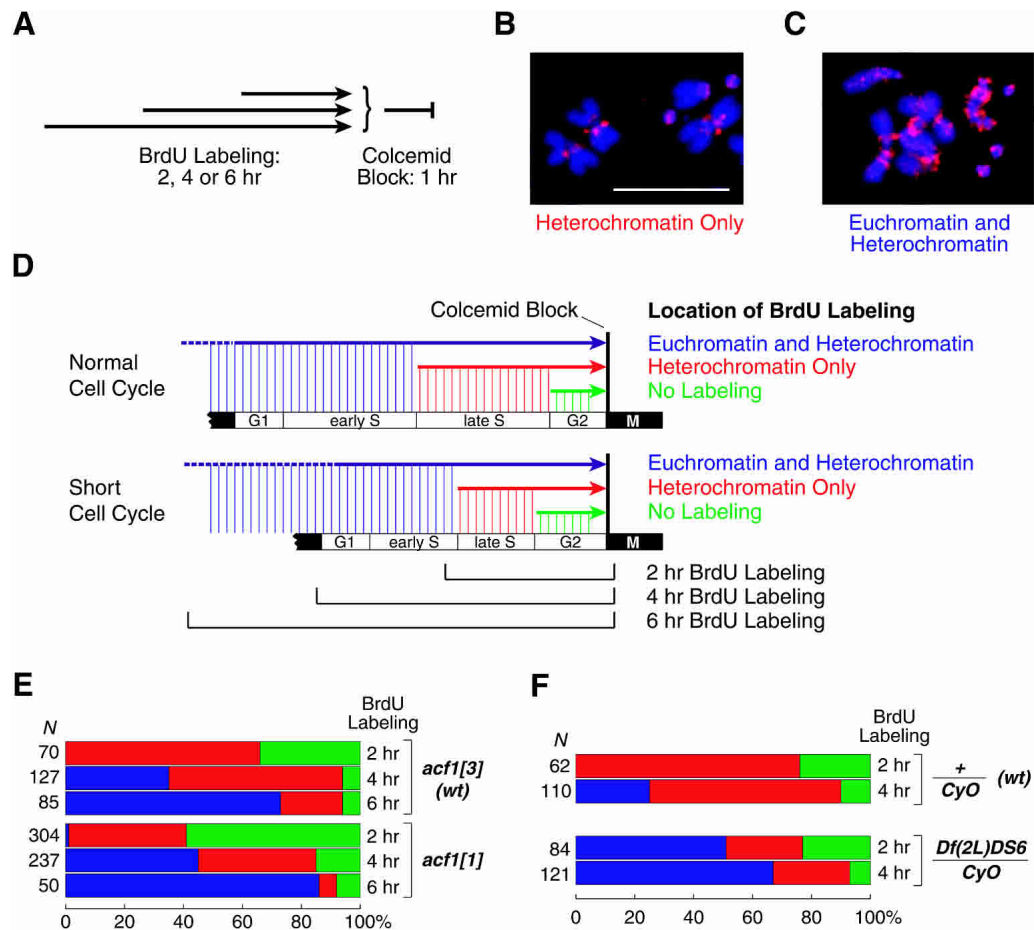 A
BrdU Labeling:
2, 4 or 6 hr
Colcemid
Block: 1 hr
B
Heterochromatin Only
C
Euchromatin and
Heterochromatin
D
Colcemid Block
Location of BrdU Labeling
Normal
Cell Cycle
Euchromatin and Heterochromatin
Heterochromatin Only
No Labeling
G1 early S late S G2 M
Short
Cell Cycle
Euchromatin and Heterochromatin
Heterochromatin Only
No Labeling
G1 early S late S G2 M
2 hr BrdU Labeling
4 hr BrdU Labeling
6 hr BrdU Labeling
E
N
BrdU
Labeling
70 2 hr
127 4 hr
85 6 hr
acf1[3]
(wt)
304 2 hr
237 4 hr
50 6 hr
acf1[1]
0 20 40 60 80 100%
F
N
BrdU
Labeling
62 2 hr
110 4 hr
+
CyO
(wt)
84 2 hr
121 4 hr
Df(2L)DS6
CyO
0 20 40 60 80 100%